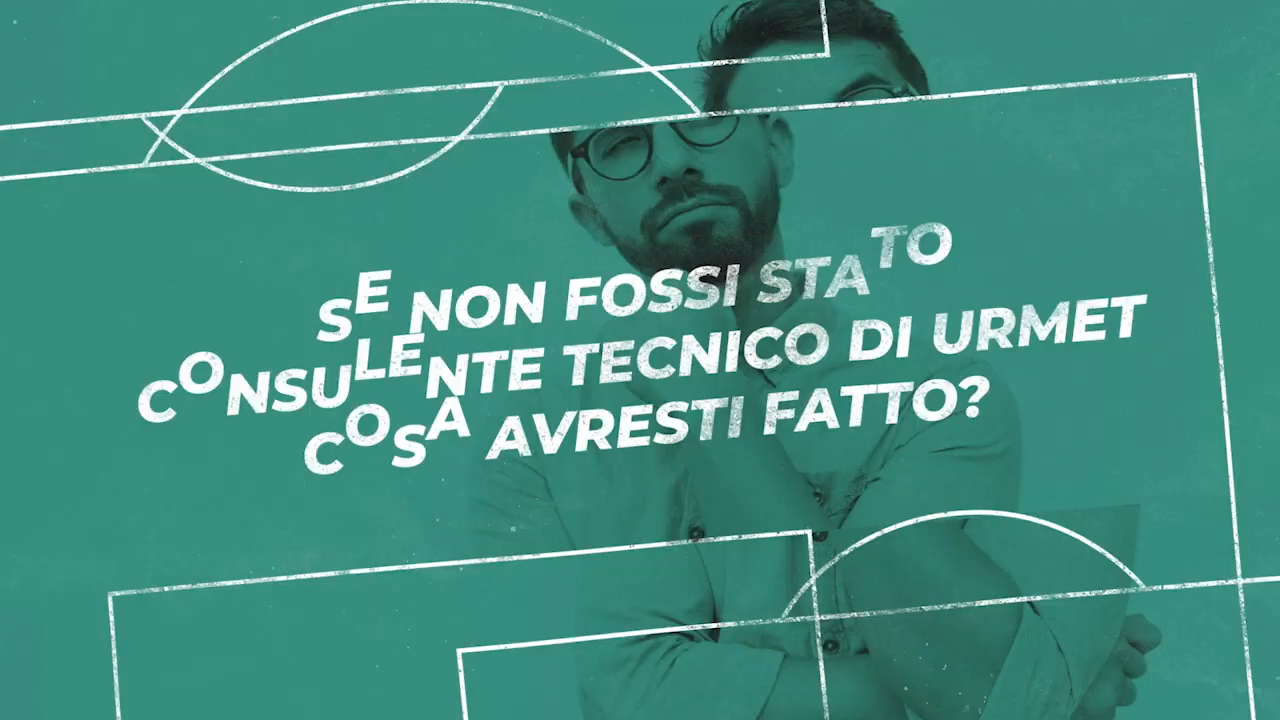 SE NON FOSSI STATO
CONSULENTE TECNICO DI URMET
COSA AVRESTI FATTO?